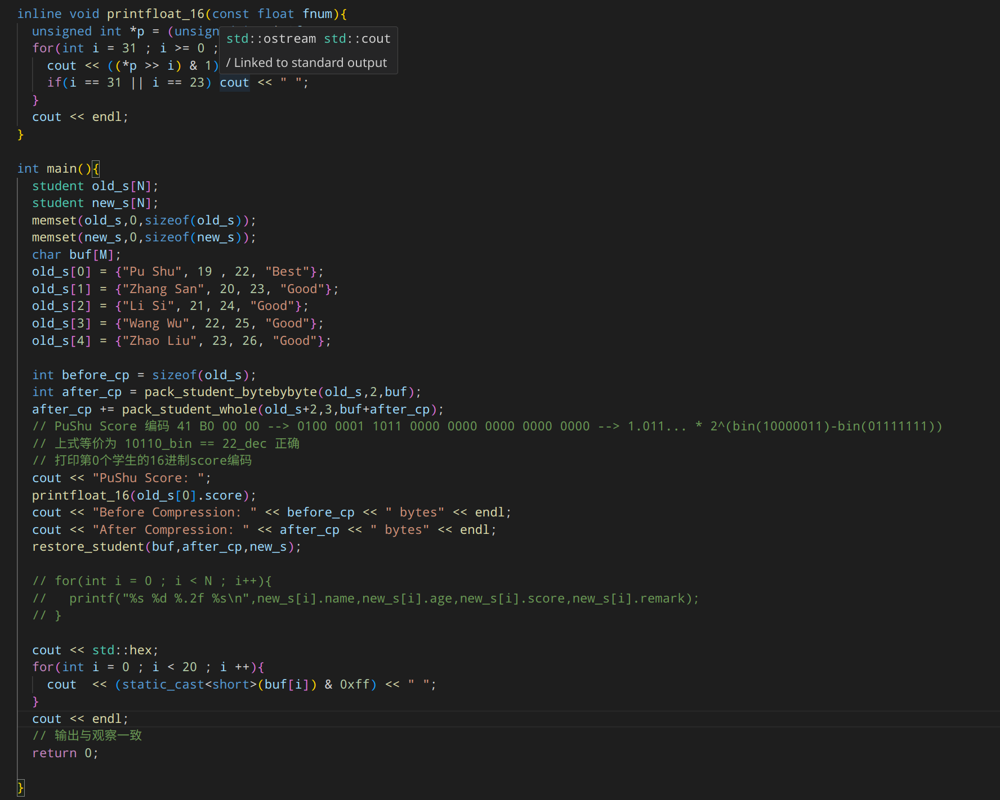 inline void printfloat_16(const float fnum){
unsigned int *p = (unsign
std::ostream std::cout
for(int i = 31 ; i >= 0 ;
/ Linked to standard output
cout << ((*p >> i) & 1)
if(i == 31 || i == 23) cout << " ";
}
cout << endl;
}
int main(){
student old_s[N];
student new_s[N];
memset(old_s,0,sizeof(old_s));
memset(new_s,0,sizeof(new_s));
char buf[M];
old_s[0] = {"Pu Shu", 19 , 22, "Best"};
old_s[1] = {"Zhang San", 20, 23, "Good"};
old_s[2] = {"Li Si", 21, 24, "Good"};
old_s[3] = {"Wang Wu", 22, 25, "Good"};
old_s[4] = {"Zhao Liu", 23, 26, "Good"};
int before_cp = sizeof(old_s);
int after_cp = pack_student_bytebybyte(old_s,2,buf);
after_cp += pack_student_whole(old_s+2,3,buf+after_cp);
// PuShu Score 编码 41 B0 00 00 --> 0100 0001 1011 0000 0000 0000 0000 0000 --> 1.011... * 2^(bin(10000011)-bin(01111111))
// 上式等价为 10110_bin == 22_dec 正确
// 打印第0个学生的16进制score编码
cout << "PuShu Score: ";
printfloat_16(old_s[0].score);
cout << "Before Compression: " << before_cp << " bytes" << endl;
cout << "After Compression: " << after_cp << " bytes" << endl;
restore_student(buf,after_cp,new_s);
// for(int i = 0 ; i < N ; i++){
//   printf("%s %d %.2f %s\n",new_s[i].name,new_s[i].age,new_s[i].score,new_s[i].remark);
// }
cout << std::hex;
for(int i = 0 ; i < 20 ; i ++){
cout  << (static_cast<short>(buf[i]) & 0xff) << " ";
}
cout << endl;
// 输出与观察一致
return 0;
}